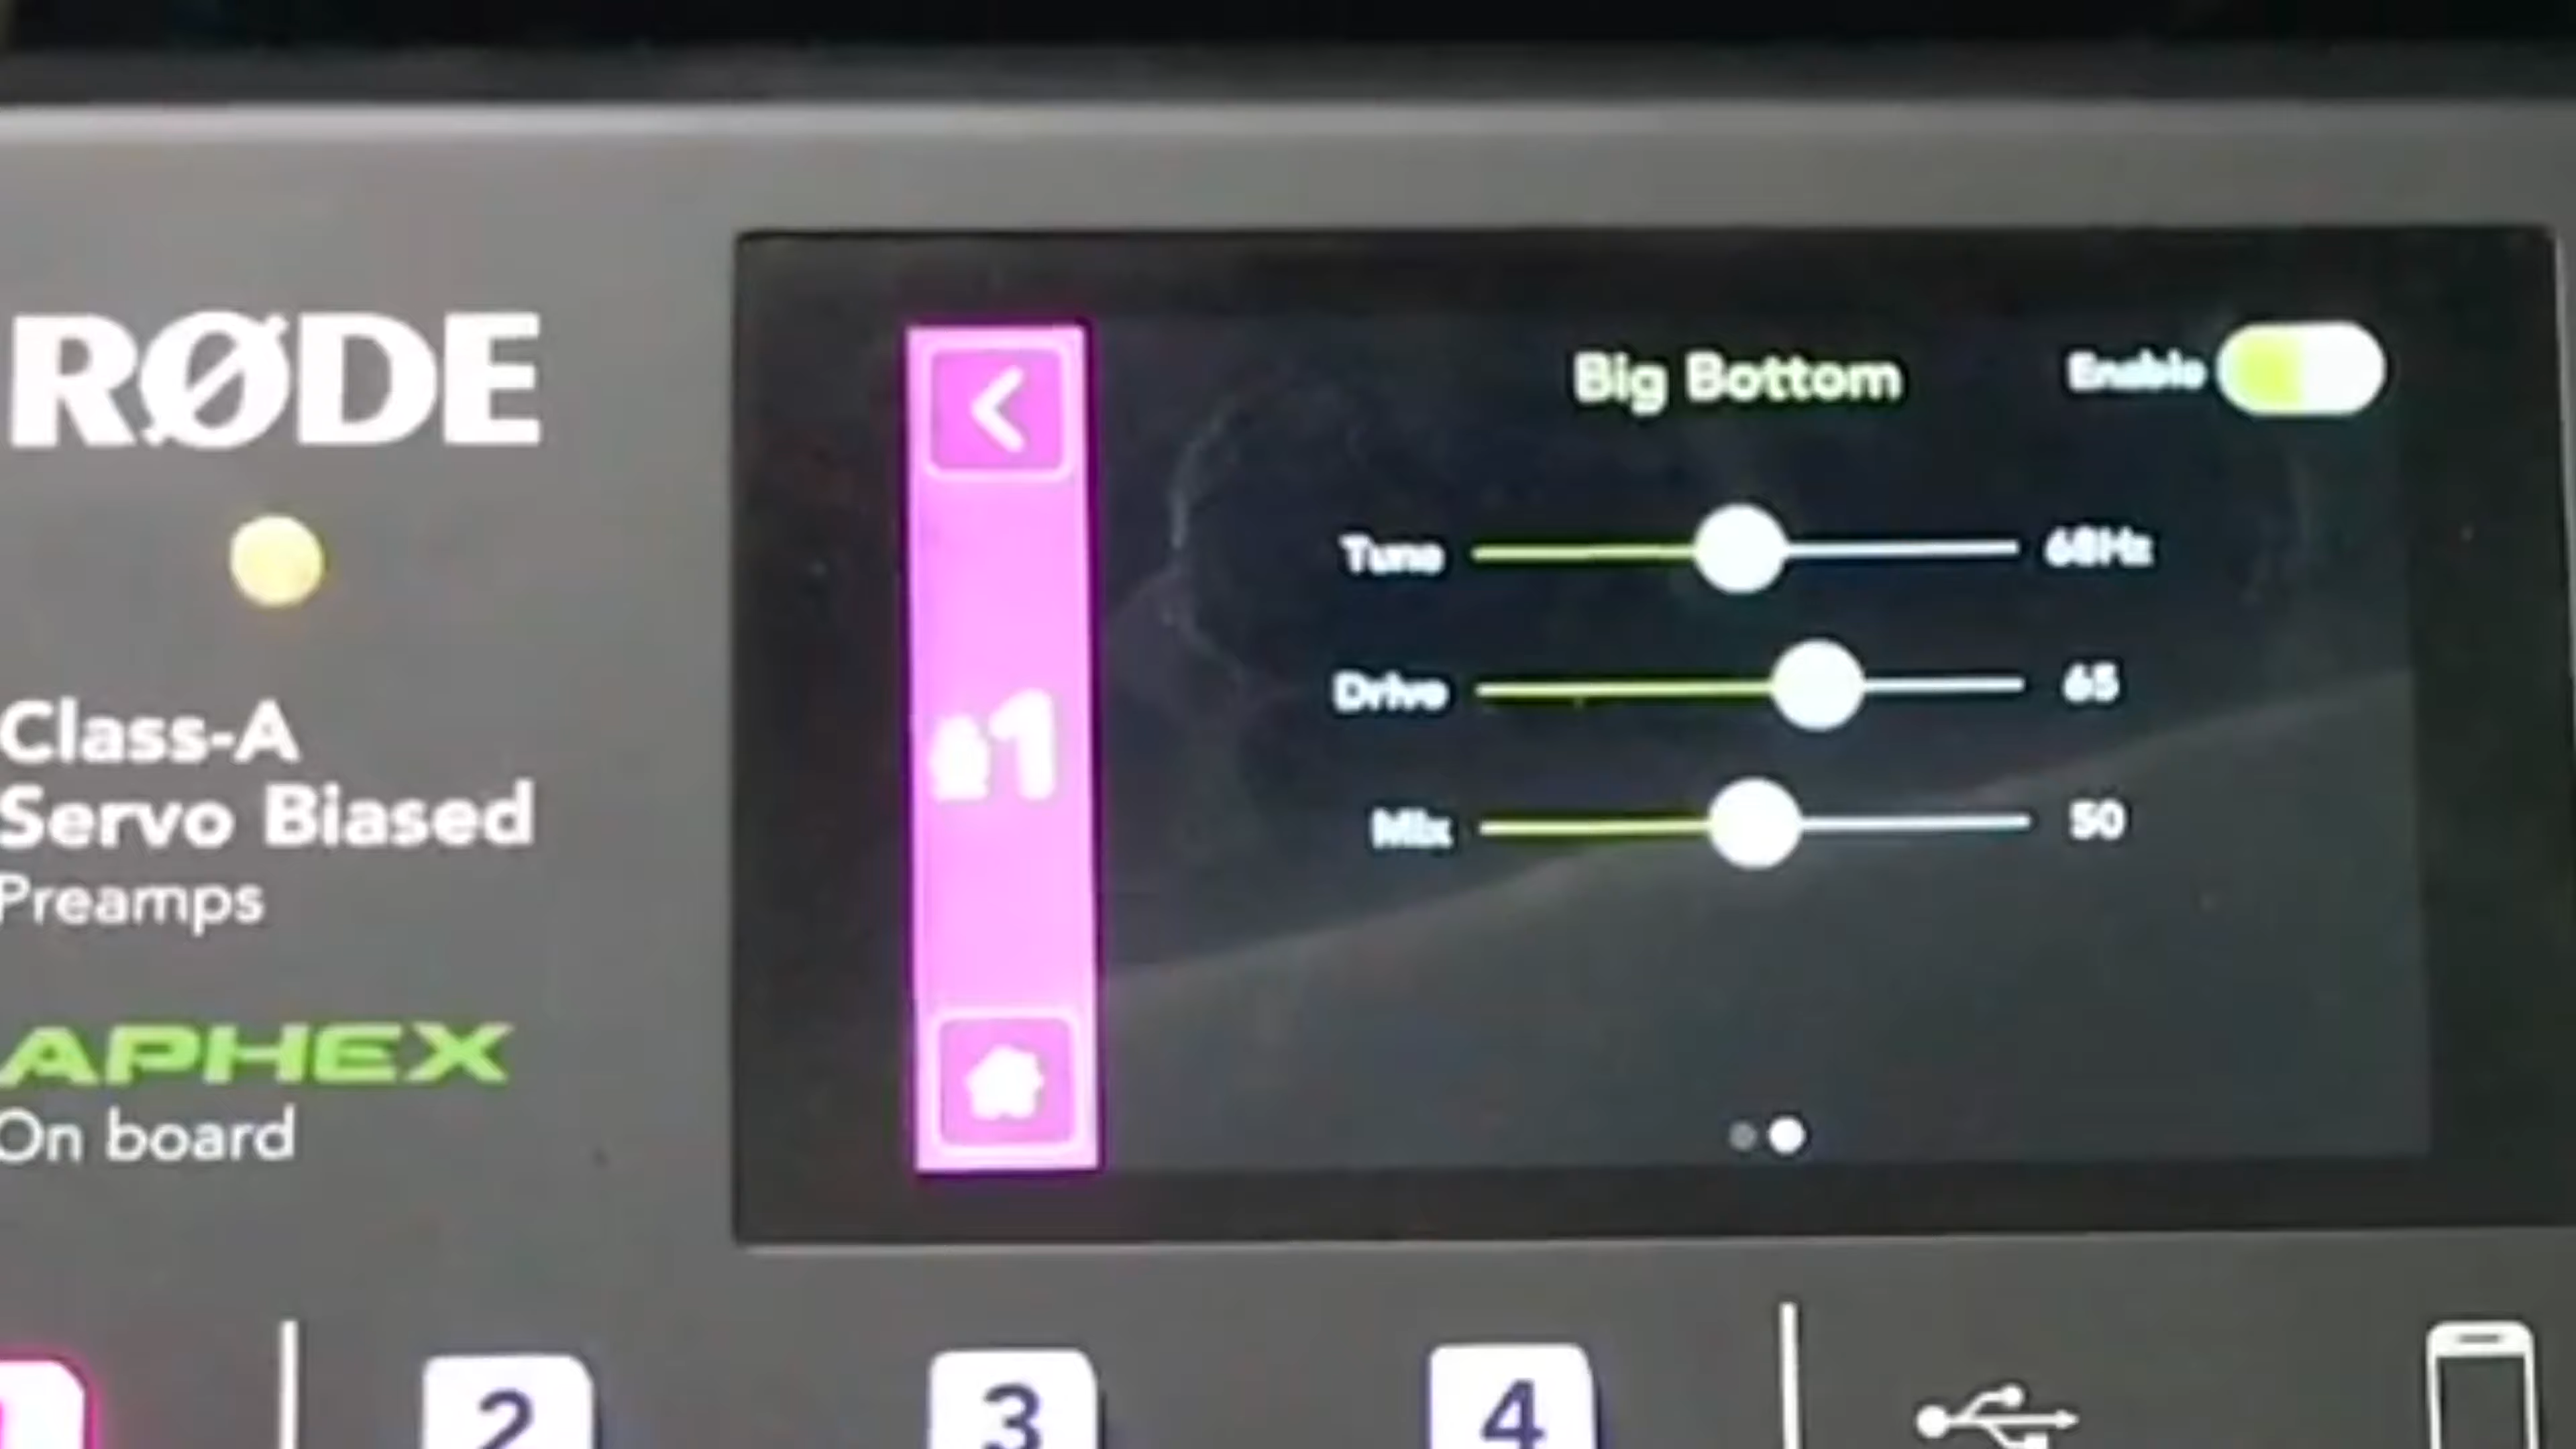 RØDE
Class-A
Servo Biased
Preamps
APHEX
On board
Big Bottom
Enable
Tune 68Hz
Drive 65
Mix 50
1
2
3
4